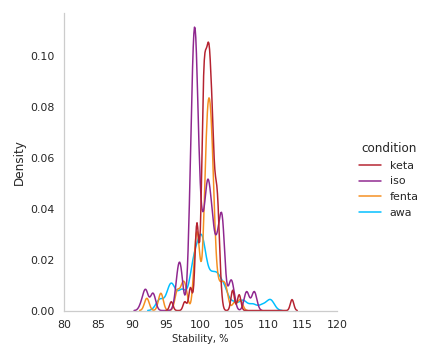 0.10
0.08
0.06
0.04
0.02
0.00
Density
80 85 90 95 100 105 110 115 120
Stability, %
condition
keta
iso
fenta
awa